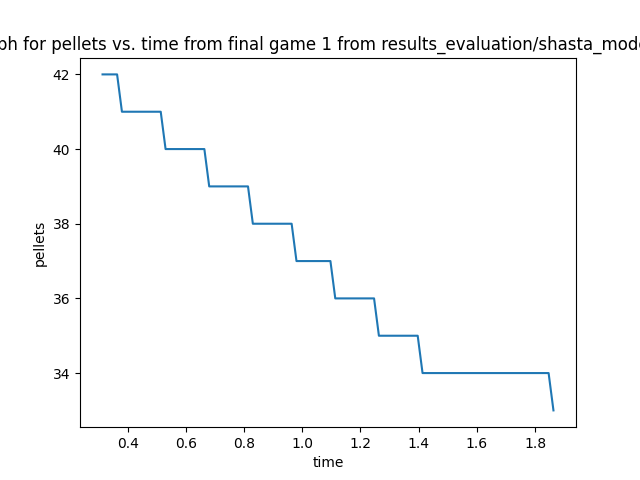 ph for pellets vs. time from final game 1 from results_evaluation/shasta_mod
42
40
38
36
34
pellets
0.4 0.6 0.8 1.0 1.2 1.4 1.6 1.8
time